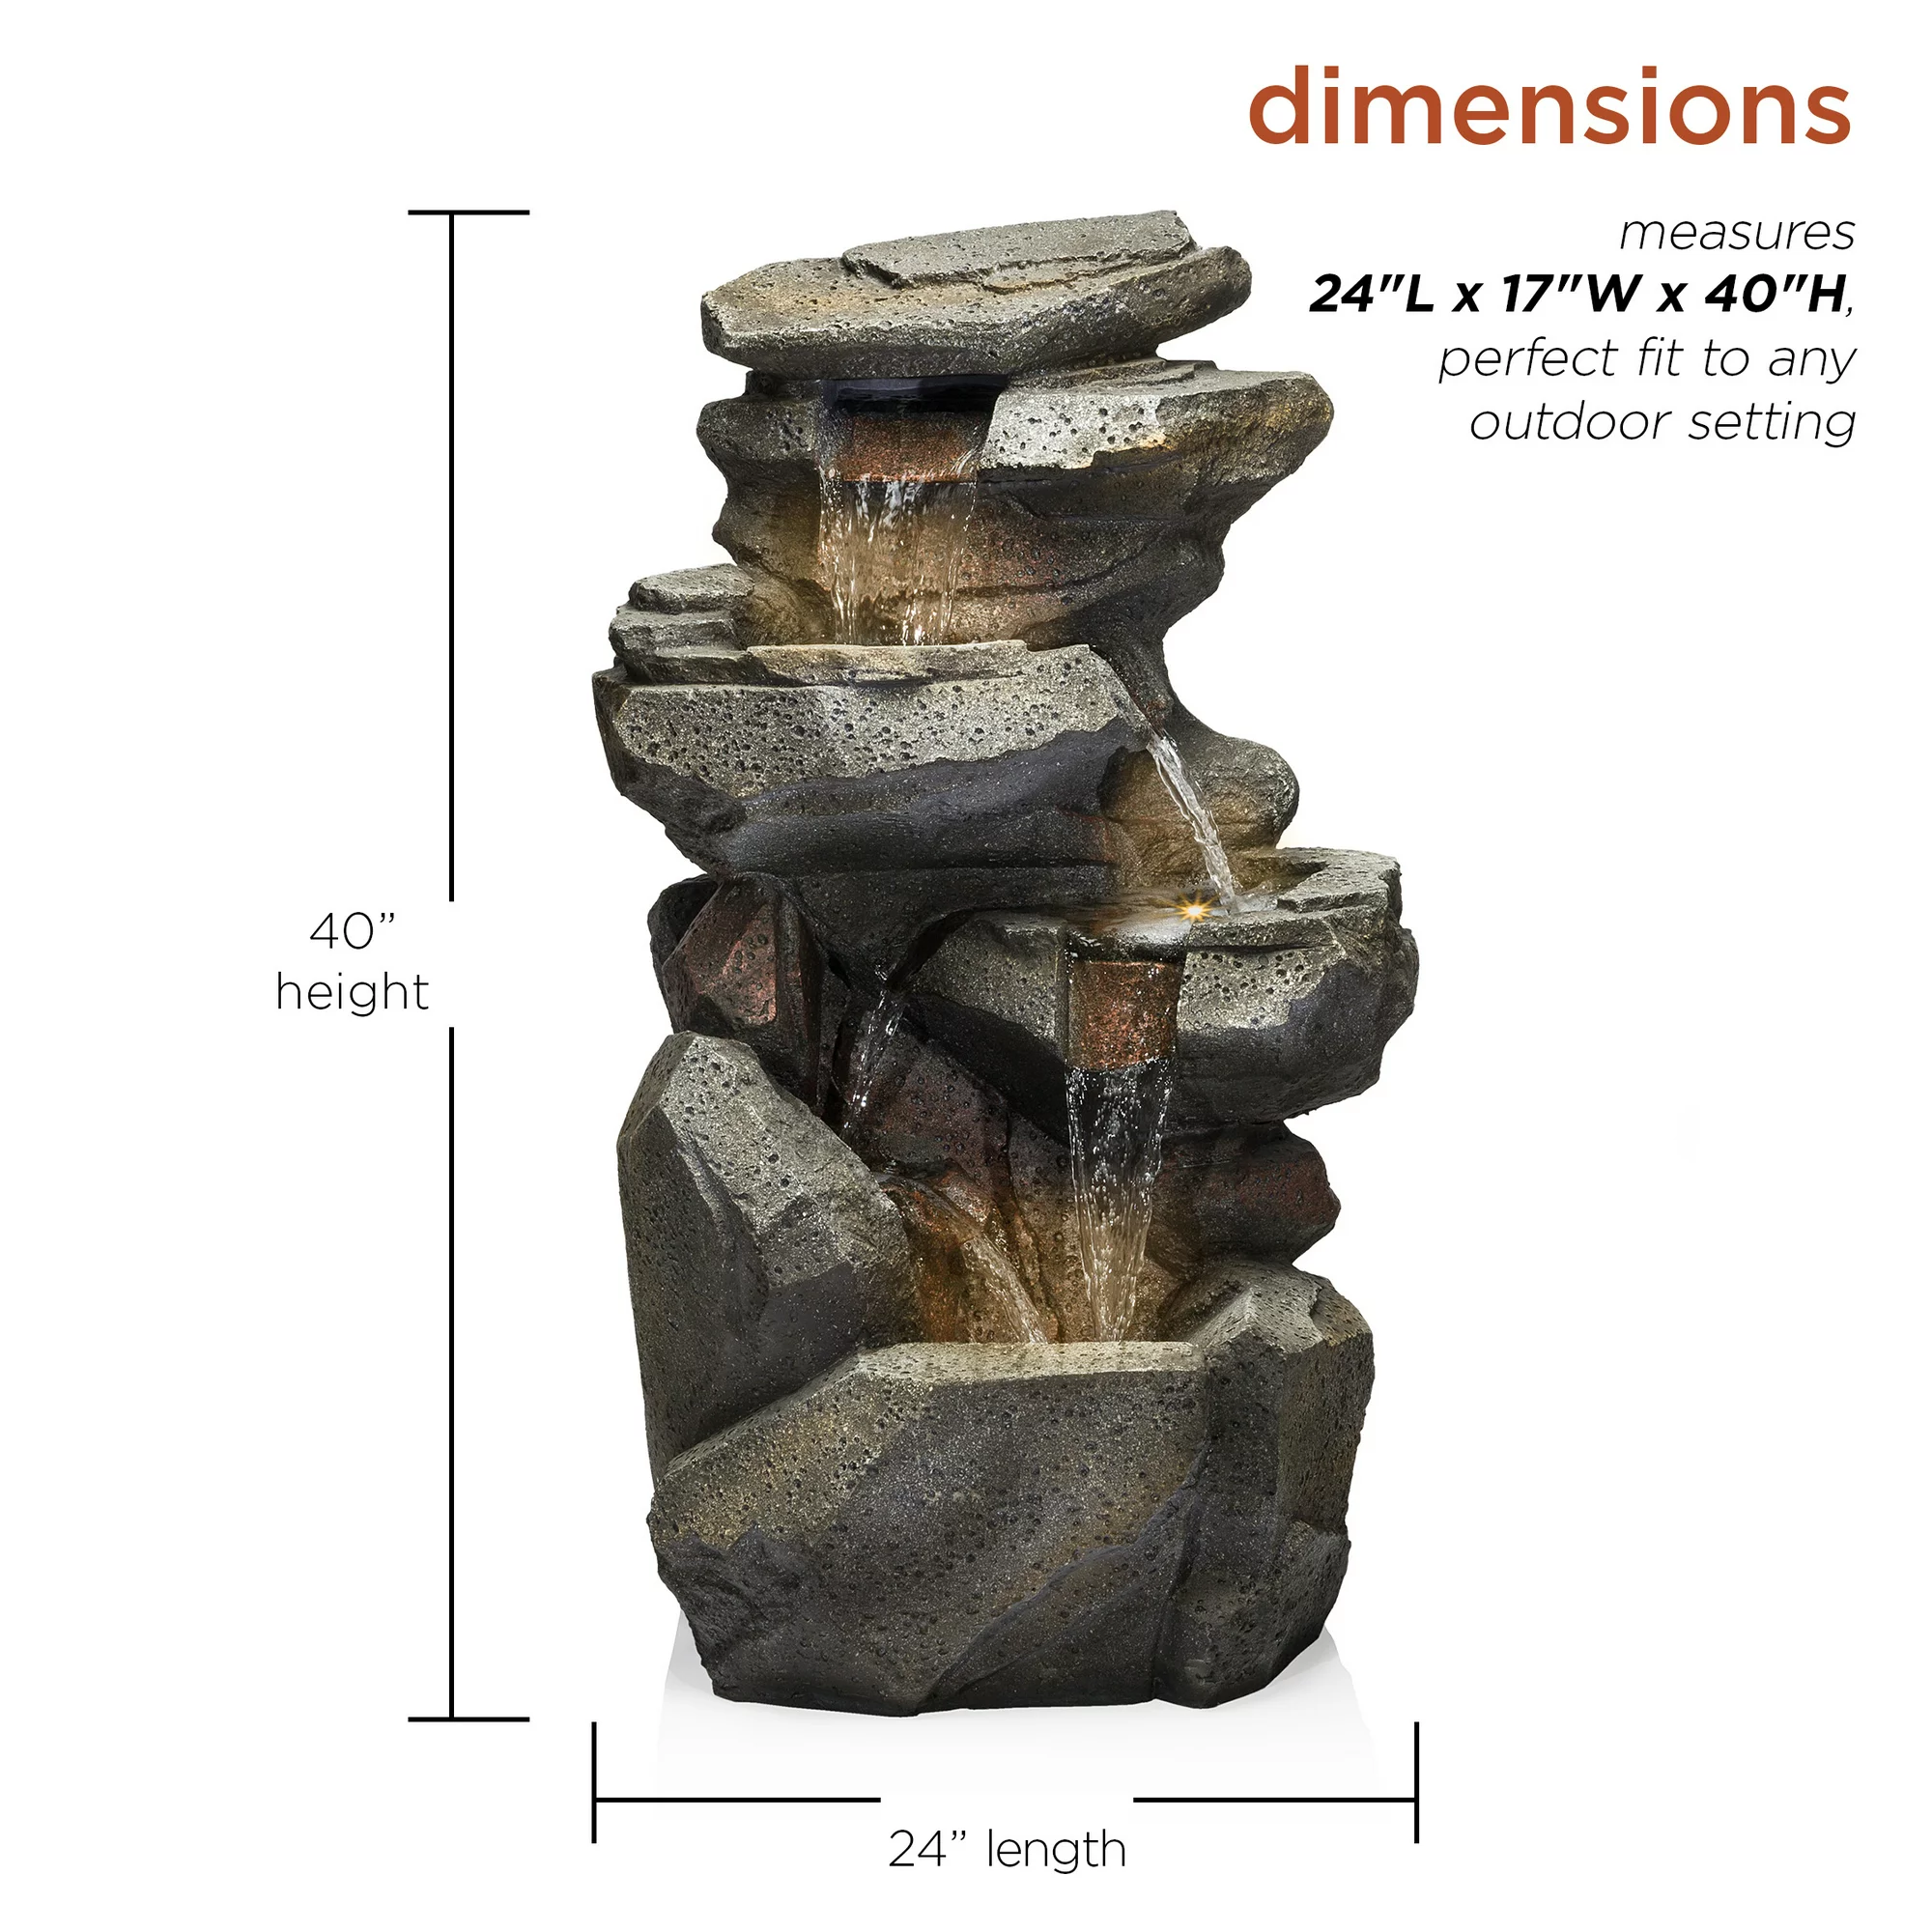 dimensions
measures
24"L x 17"W x 40"H,
perfect fit to any
outdoor setting
40”
height
24” length